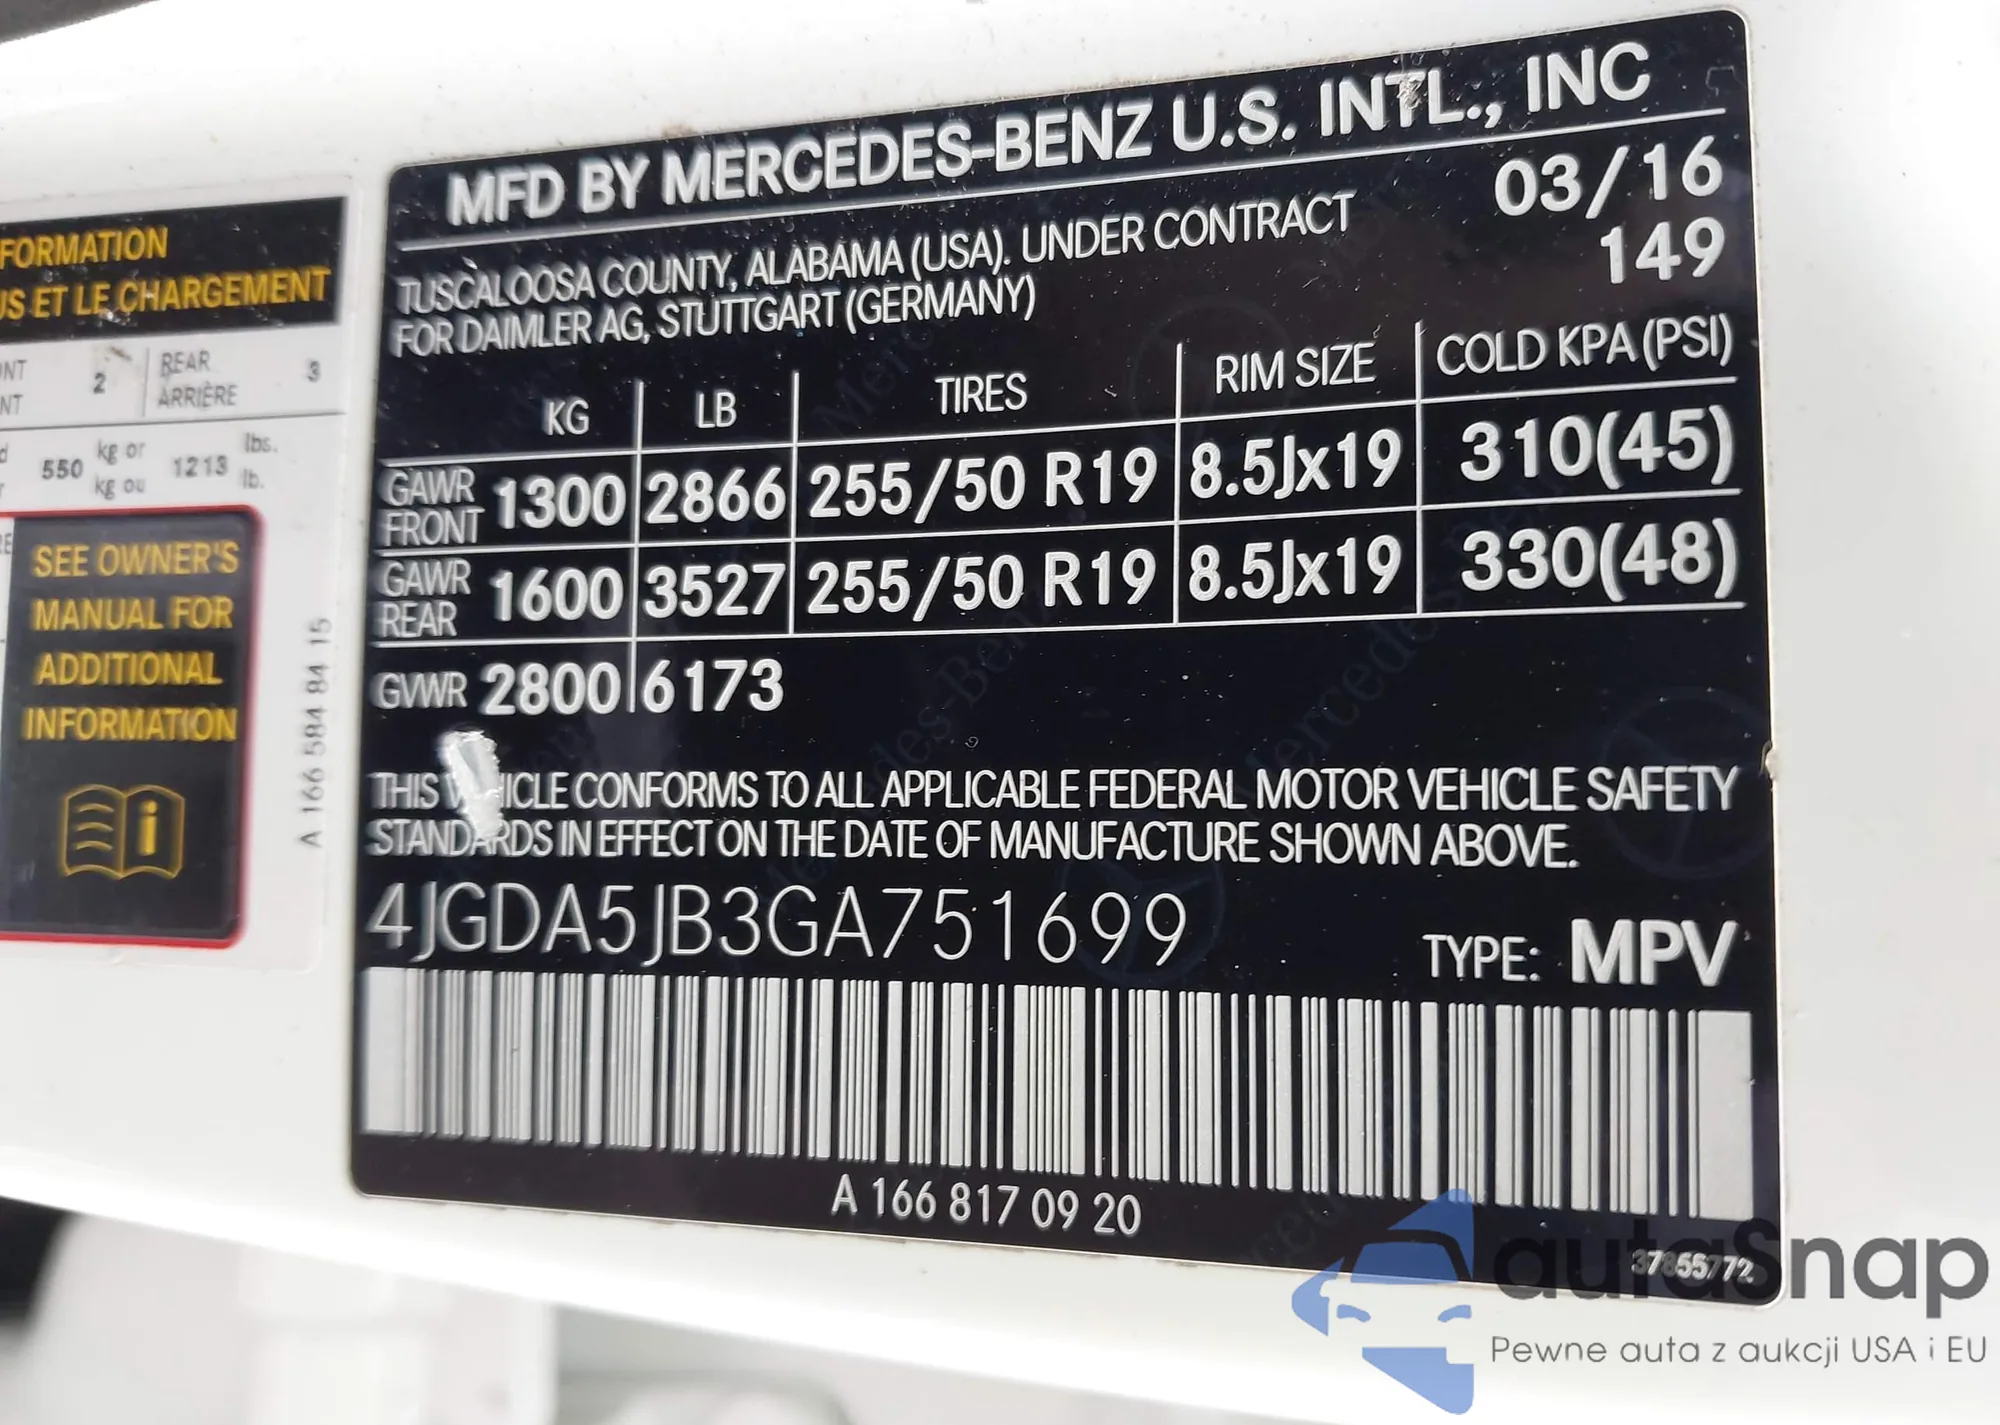 FORMATION
US ET LE CHARGEMENT
2
REAR
ARRIÈRE
3
550
kg or
kg ou
1213
lbs.
lb.
SEE OWNER'S
MANUAL FOR
ADDITIONAL
INFORMATION
A 166 584 84 15
MFD BY MERCEDES-BENZ U.S. INTL., INC
03/16
TUSCALOOSA COUNTY, ALABAMA (USA). UNDER CONTRACT
149
FOR DAIMLER AG, STUTTGART (GERMANY)
KG LB TIRES RIM SIZE COLD KPA (PSI)
GAWR FRONT 1300 2866 255/50 R19 8.5Jx19 310(45)
GAWR REAR 1600 3527 255/50 R19 8.5Jx19 330(48)
GVWR 2800 6173
THIS VEHICLE CONFORMS TO ALL APPLICABLE FEDERAL MOTOR VEHICLE SAFETY
STANDARDS IN EFFECT ON THE DATE OF MANUFACTURE SHOWN ABOVE.
4JGDA5JB3GA751699
TYPE: MPV
A 166 817 09 20
37855772
autaSnap
Pewne auta z aukcji USA i EU